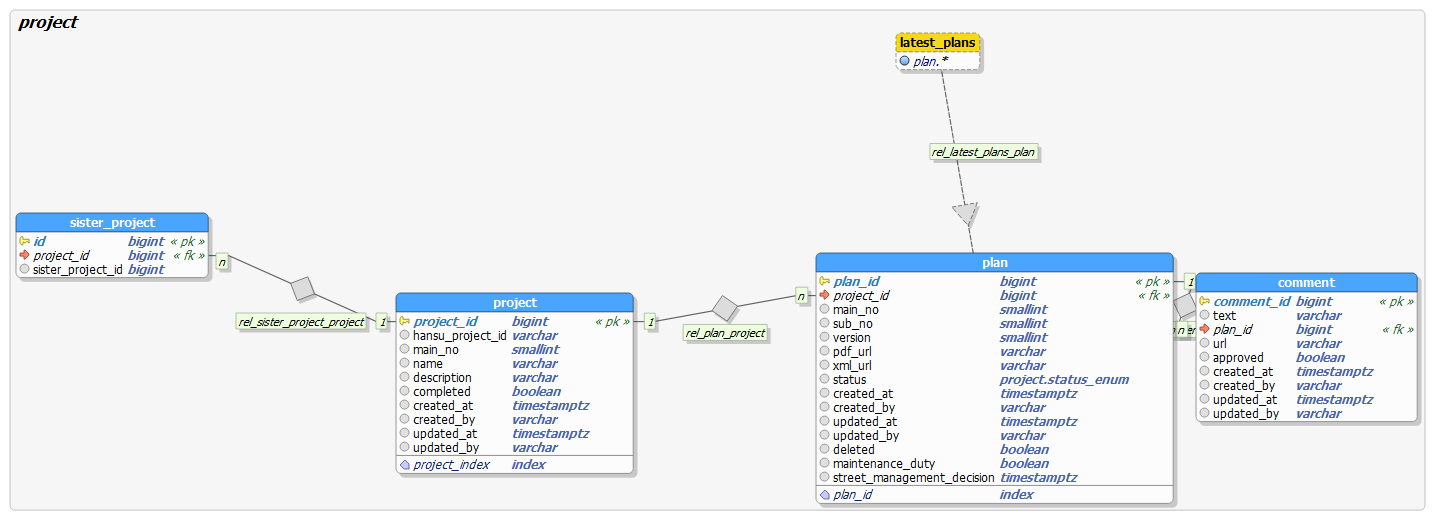 project
latest_plans
plan.*
rel_latest_plans_plan
sister_project
id bigint « pk »
project_id bigint « fk »
sister_project_id bigint
n
rel_sister_project_project
1
project
project_id bigint « pk »
hansu_project_id varchar
main_no smallint
name varchar
description varchar
completed boolean
created_at timestamptz
created_by varchar
updated_at timestamptz
updated_by varchar
project_index index
1
rel_plan_project
n
plan
plan_id bigint « pk »
project_id bigint « fk »
main_no smallint
sub_no smallint
version smallint
pdf_url varchar
xml_url varchar
status project.status_enum
created_at timestamptz
created_by varchar
updated_at timestamptz
updated_by varchar
deleted boolean
maintenance_duty boolean
street_management_decision timestamptz
plan_id index
1
n
comment
comment_id bigint « pk »
text varchar
plan_id bigint « fk »
url varchar
approved boolean
created_at timestamptz
created_by varchar
updated_at timestamptz
updated_by varchar